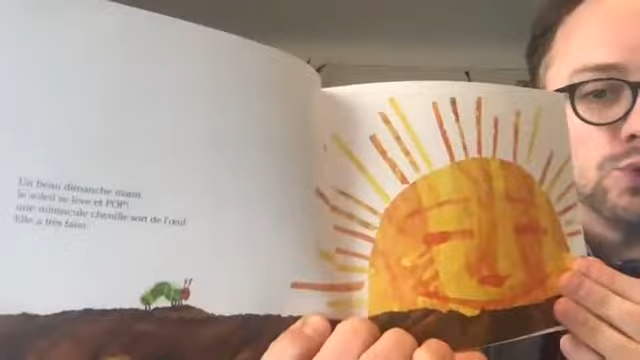 Un beau dimanche matin,
le soleil se lève et POP!
une minuscule chenille sort de l'œuf.
Elle a très faim.